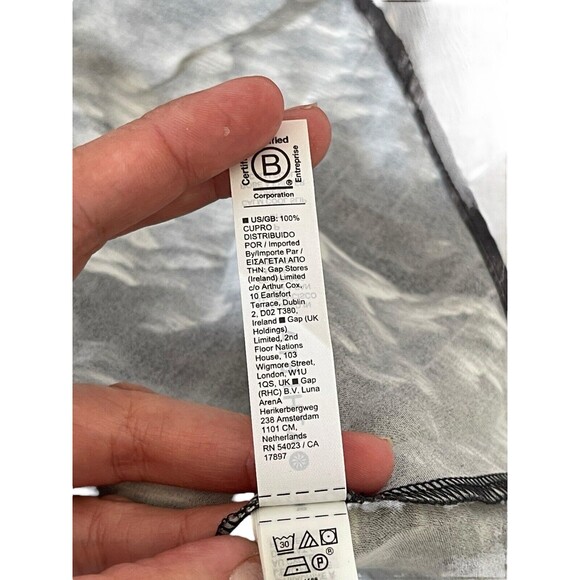 Certified
B
®
Corporation
Entreprise
■ US/GB: 100%
CUPRO
DISTRIBUIDO
POR / Imported
By/Importe Par /
ΕΙΣΑΓΕΤΑΙ ΑΠΟ
ΤΗΝ: Gap Stores
(Ireland) Limited
c/o Arthur Cox,
10 Earlsfort
Terrace, Dublin
2, D02 T380,
Ireland ■ Gap (UK
Holdings)
Limited, 2nd
Floor Nations
House, 103
Wigmore Street,
London, W1U
1QS, UK ■ Gap
(RHC) B.V. Luna
ArenA
Herikerbergweg
238 Amsterdam
1101 CM,
Netherlands
RN 54023 / CA
17897
30
P